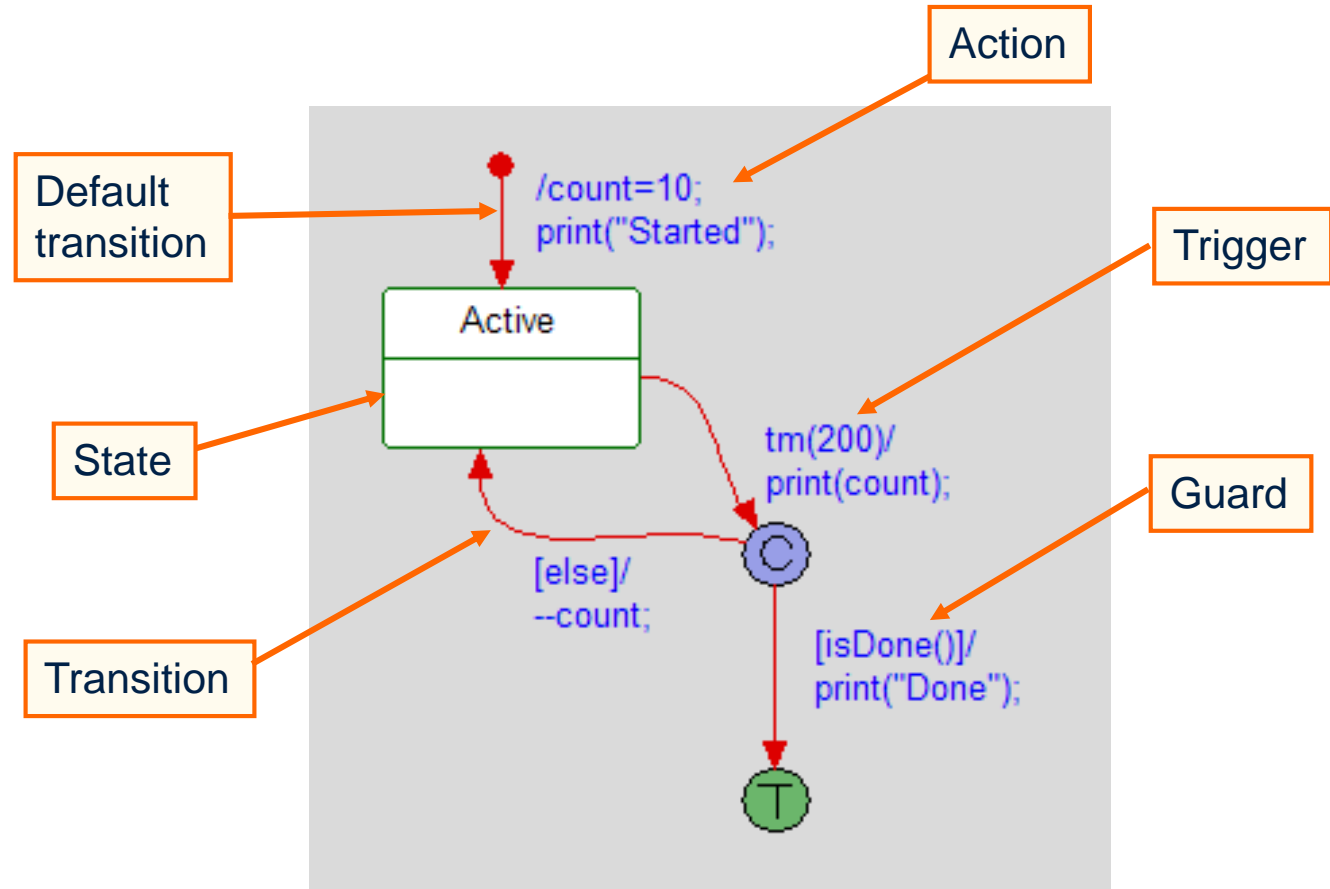 Action
Default
transition
/count=10;
print("Started");
Trigger
Active
State
tm(200)/
print(count);
Guard
C
[else]/
--count;
[isDone()]/
print("Done");
Transition
T